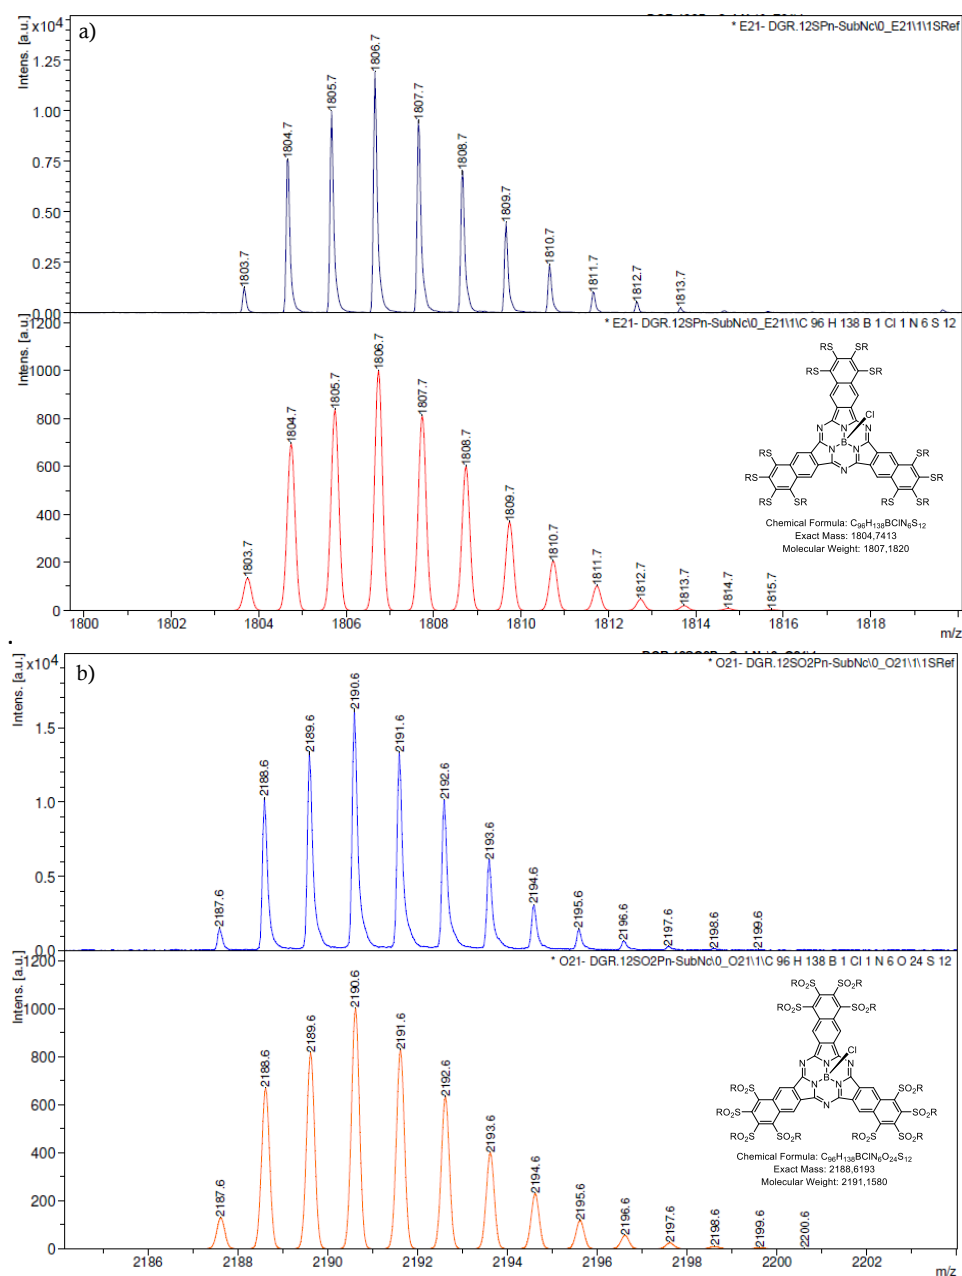 a)
* E21- DGR.12SPn-SubNc\0_E21\1\1SRef
Intens. [a.u.]
x10⁴
1.25
1.00
0.75
0.50
0.25
0.00
1803.7
1804.7
1805.7
1806.7
1807.7
1808.7
1809.7
1810.7
1811.7
1812.7
1813.7
* E21- DGR.12SPn-SubNc\0_E21\1\C 96 H 138 B 1 Cl 1 N 6 S 12
Intens. [a.u.]
1200
1000
800
600
400
200
0
1803.7
1804.7
1805.7
1806.7
1807.7
1808.7
1809.7
1810.7
1811.7
1812.7
1813.7
1814.7
1815.7
RS SR
RS SR
Cl
N N
N
B
N N
N
RS SR
RS SR
RS SR
RS SR
Chemical Formula: C₉₆H₁₃₈BClN₆S₁₂
Exact Mass: 1804,7413
Molecular Weight: 1807,1820
1800 1802 1804 1806 1808 1810 1812 1814 1816 1818
m/z
b)
* O21- DGR.12SO2Pn-SubNc\0_O21\1\1SRef
Intens. [a.u.]
x10⁴
1.5
1.0
0.5
0.0
2187.6
2188.6
2189.6
2190.6
2191.6
2192.6
2193.6
2194.6
2195.6
2196.6
2197.6
2198.6
2199.6
* O21- DGR.12SO2Pn-SubNc\0_O21\1\C 96 H 138 B 1 Cl 1 N 6 O 24 S 12
Intens. [a.u.]
1200
1000
800
600
400
200
0
2187.6
2188.6
2189.6
2190.6
2191.6
2192.6
2193.6
2194.6
2195.6
2196.6
2197.6
2198.6
2199.6
2200.6
RO₂S SO₂R
RO₂S SO₂R
Cl
N N
N
B
N N
N
RO₂S SO₂R
RO₂S SO₂R
RO₂S SO₂R
RO₂S SO₂R
Chemical Formula: C₉₆H₁₃₈BClN₆O₂₄S₁₂
Exact Mass: 2188,6193
Molecular Weight: 2191,1580
2186 2188 2190 2192 2194 2196 2198 2200 2202
m/z